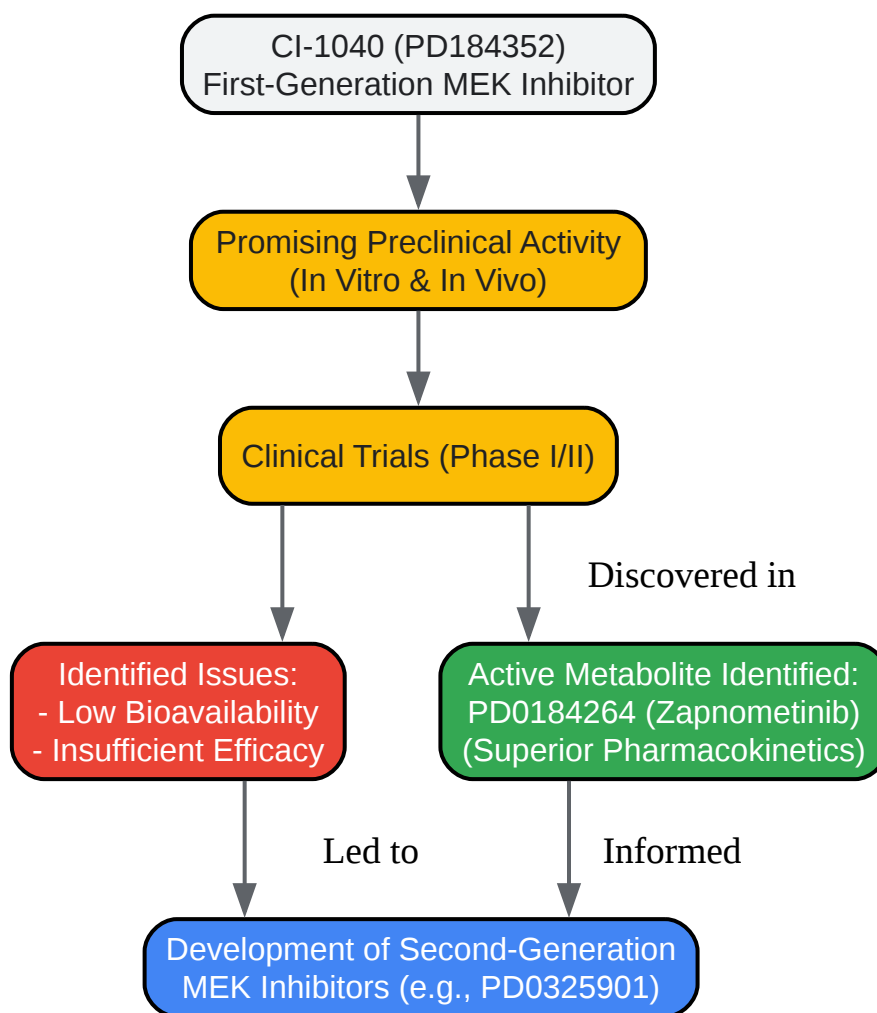 CI-1040 (PD184352)
First-Generation MEK Inhibitor
Promising Preclinical Activity
(In Vitro & In Vivo)
Clinical Trials (Phase I/II)
Discovered in
Identified Issues:
- Low Bioavailability
- Insufficient Efficacy
Active Metabolite Identified:
PD0184264 (Zapnometinib)
(Superior Pharmacokinetics)
Led to
Informed
Development of Second-Generation
MEK Inhibitors (e.g., PD0325901)